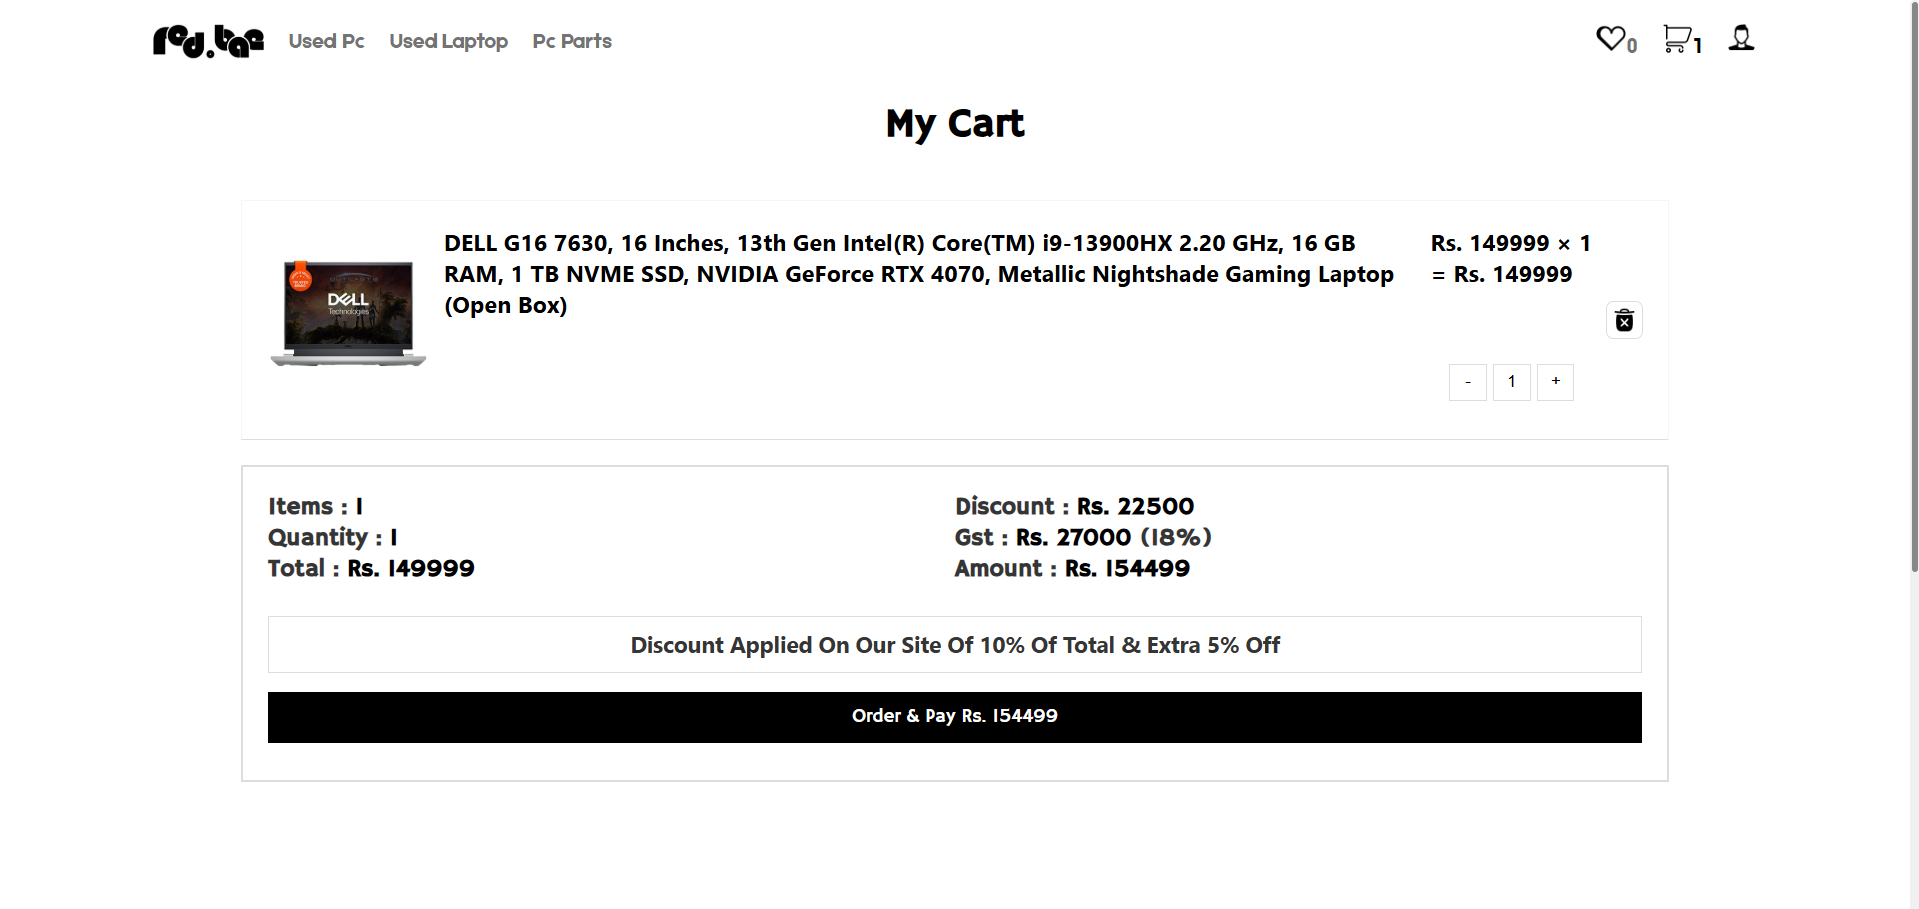 red.bae
Used Pc
Used Laptop
Pc Parts
0
1
My Cart
DELL G16 7630, 16 Inches, 13th Gen Intel(R) Core(TM) i9-13900HX 2.20 GHz, 16 GB
RAM, 1 TB NVME SSD, NVIDIA GeForce RTX 4070, Metallic Nightshade Gaming Laptop
(Open Box)
DELL
Technologies
Rs. 149999 × 1
= Rs. 149999
- 1 +
Items : 1
Quantity : 1
Total : Rs. 149999
Discount : Rs. 22500
Gst : Rs. 27000 (18%)
Amount : Rs. 154499
Discount Applied On Our Site Of 10% Of Total & Extra 5% Off
Order & Pay Rs. 154499